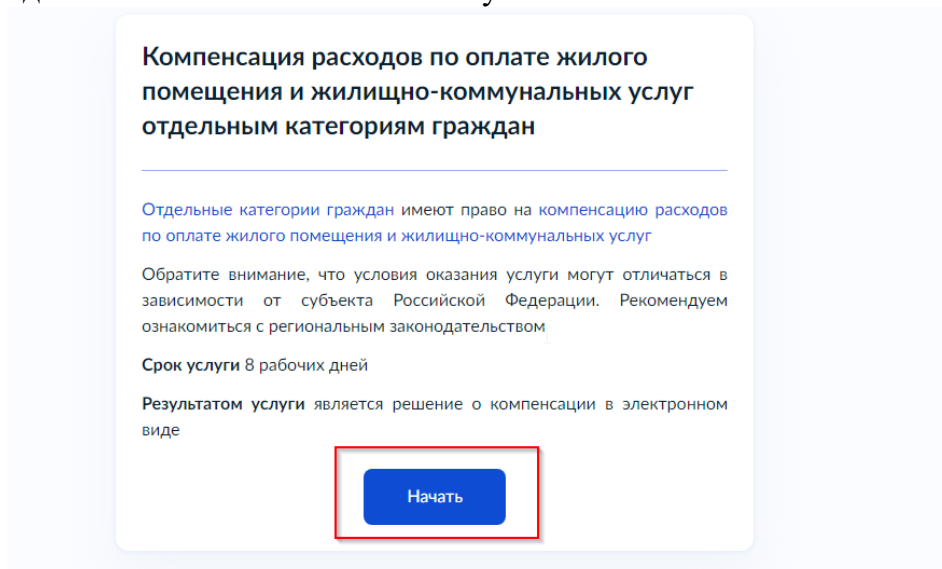 Компенсация расходов по оплате жилого
помещения и жилищно-коммунальных услуг
отдельным категориям граждан
Отдельные категории граждан имеют право на компенсацию расходов
по оплате жилого помещения и жилищно-коммунальных услуг
Обратите внимание, что условия оказания услуги могут отличаться в
зависимости от субъекта Российской Федерации. Рекомендуем
ознакомиться с региональным законодательством
Срок услуги 8 рабочих дней
Результатом услуги является решение о компенсации в электронном
виде
Начать